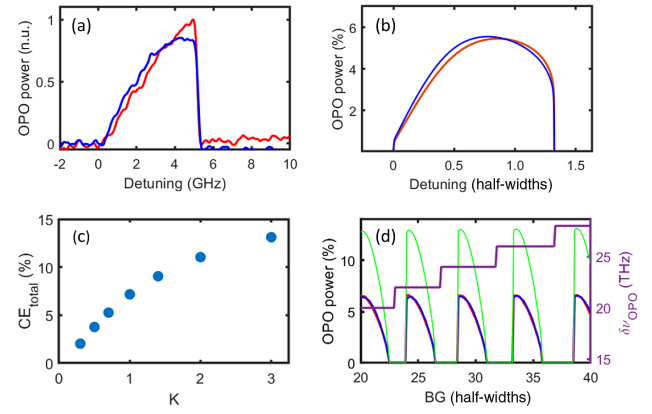 (a)
OPO power (n.u.)
1
0.5
0
-2 0 2 4 6 8 10
Detuning (GHz)
(b)
OPO power (%)
6
4
2
0 0.5 1.0 1.5
Detuning (half-widths)
(c)
CEtotal (%)
15
10
5
0
0 1 2 3
K
(d)
OPO power (%)
10
5
0
20 25 30 35 40
BG (half-widths)
25
20
15
δνOPO (THz)